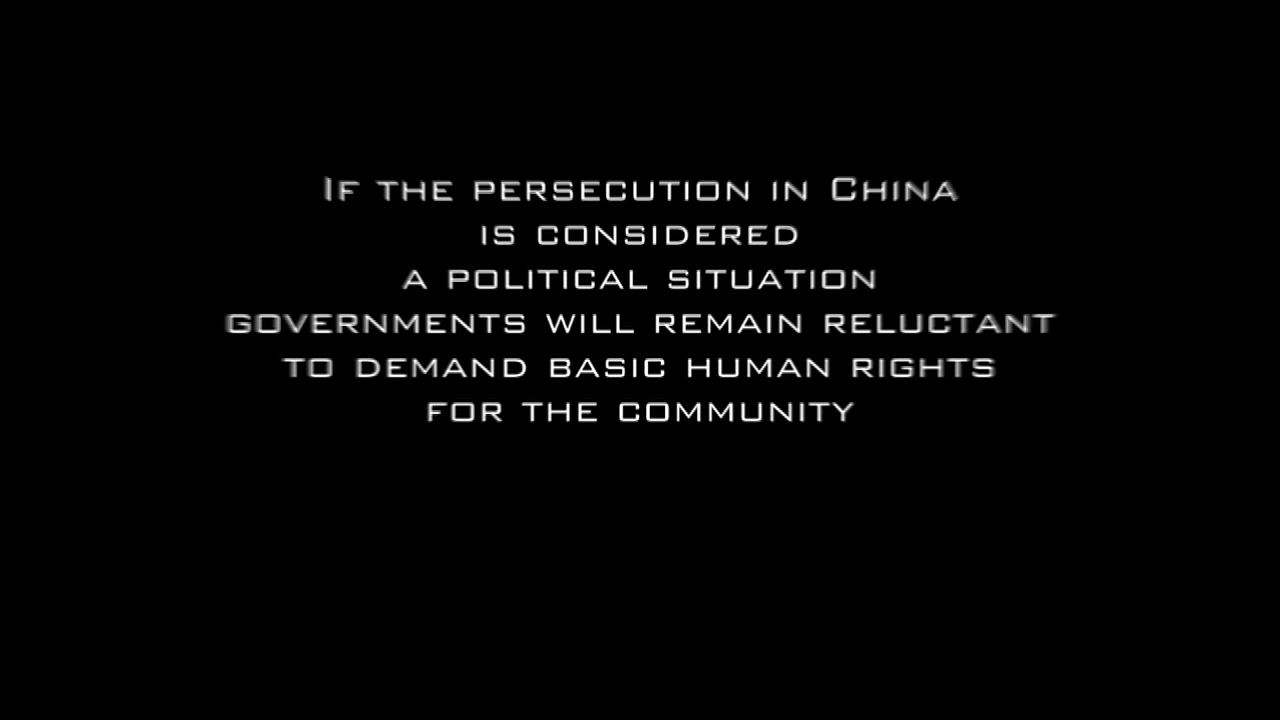 If the persecution in China
is considered
a political situation
governments will remain reluctant
to demand basic human rights
for the community